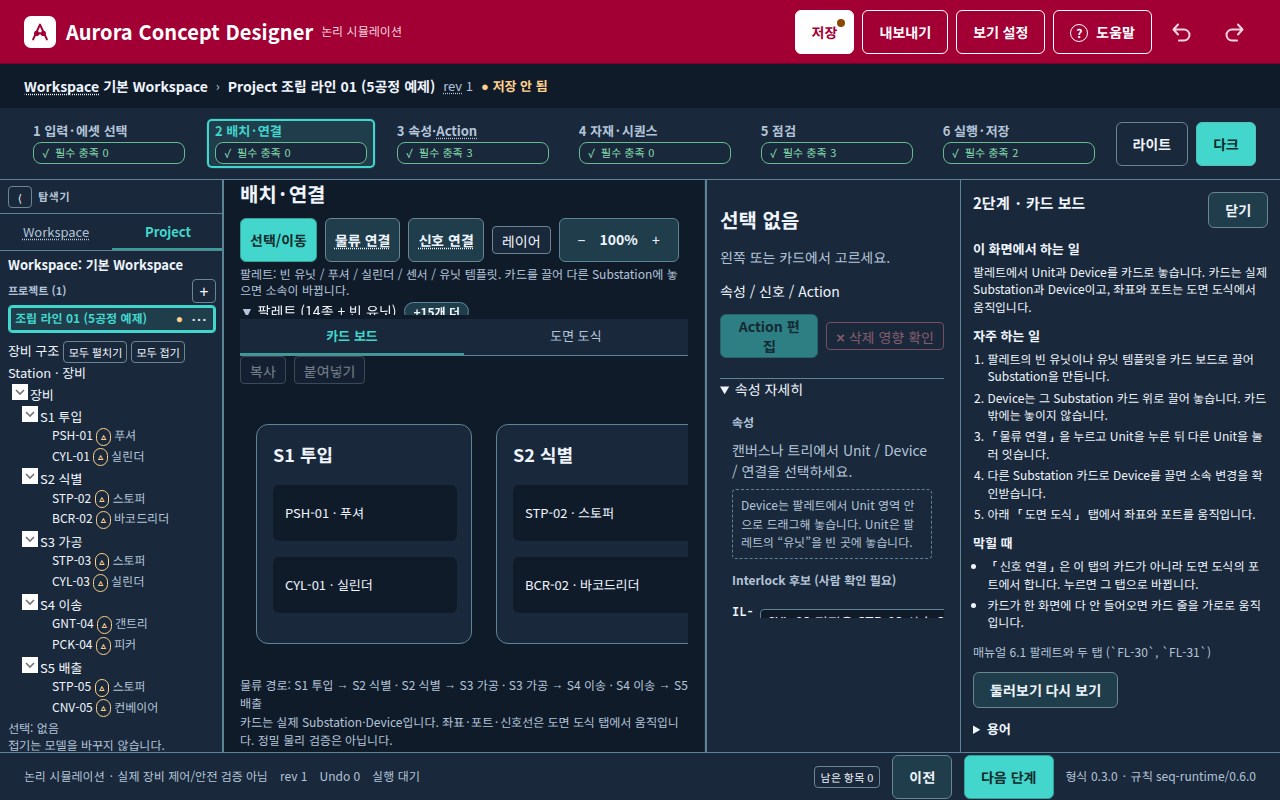 Aurora Concept Designer 논리 시뮬레이션
저장
내보내기
보기 설정
? 도움말
Workspace 기본 Workspace › Project 조립 라인 01 (5공정 예제) rev 1 ● 저장 안 됨
1 입력·에셋 선택
✓ 필수 충족 0
2 배치·연결
✓ 필수 충족 0
3 속성·Action
✓ 필수 충족 3
4 자재·시퀀스
✓ 필수 충족 0
5 점검
✓ 필수 충족 3
6 실행·저장
✓ 필수 충족 2
라이트
다크
⟨ 탐색기
Workspace
Project
Workspace: 기본 Workspace
프로젝트 (1)
+
조립 라인 01 (5공정 예제) ● ···
장비 구조 모두 펼치기 모두 접기
Station · 장비
장비
S1 투입
PSH-01 푸셔
CYL-01 실린더
S2 식별
STP-02 스토퍼
BCR-02 바코드리더
S3 가공
STP-03 스토퍼
CYL-03 실린더
S4 이송
GNT-04 갠트리
PCK-04 피커
S5 배출
STP-05 스토퍼
CNV-05 컨베이어
선택: 없음
접기는 모델을 바꾸지 않습니다.
배치·연결
선택/이동
물류 연결
신호 연결
레이어
− 100% +
팔레트: 빈 유닛 / 푸셔 / 실린더 / 센서 / 유닛 템플릿. 카드를 끌어 다른 Substation에 놓
으면 소속이 바뀝니다.
▼ 팔레트 (14종 + 빈 유닛) +15개 더
카드 보드
도면 도식
복사
붙여넣기
S1 투입
PSH-01 · 푸셔
CYL-01 · 실린더
S2 식별
STP-02 · 스토퍼
BCR-02 · 바코드리더
물류 경로: S1 투입 → S2 식별 · S2 식별 → S3 가공 · S3 가공 → S4 이송 · S4 이송 → S5
배출
카드는 실제 Substation·Device입니다. 좌표·포트·신호선은 도면 도식 탭에서 움직입니
다. 정밀 물리 검증은 아닙니다.
선택 없음
왼쪽 또는 카드에서 고르세요.
속성 / 신호 / Action
Action 편
집
× 삭제 영향 확인
▼ 속성 자세히
속성
캔버스나 트리에서 Unit / Device
/ 연결을 선택하세요.
Device는 팔레트에서 Unit 영역 안
으로 드래그해 놓습니다. Unit은 팔
레트의 “유닛”을 빈 곳에 놓습니다.
Interlock 후보 (사람 확인 필요)
IL-
2단계 · 카드 보드
닫기
이 화면에서 하는 일
팔레트에서 Unit과 Device를 카드로 놓습니다. 카드는 실제
Substation과 Device이고, 좌표와 포트는 도면 도식에서
움직입니다.
자주 하는 일
1. 팔레트의 빈 유닛이나 유닛 템플릿을 카드 보드로 끌어
Substation을 만듭니다.
2. Device는 그 Substation 카드 위로 끌어 놓습니다. 카드
밖에는 놓이지 않습니다.
3. 「물류 연결」을 누르고 Unit을 누른 뒤 다른 Unit을 눌
러 잇습니다.
4. 다른 Substation 카드로 Device를 끌면 소속 변경을 확
인받습니다.
5. 아래 「도면 도식」 탭에서 좌표와 포트를 움직입니다.
막힐 때
• 「신호 연결」은 이 탭의 카드가 아니라 도면 도식의 포
트에서 합니다. 누르면 그 탭으로 바뀝니다.
• 카드가 한 화면에 다 안 들어오면 카드 줄을 가로로 움직
입니다.
매뉴얼 6.1 팔레트와 두 탭 (`FL-30`, `FL-31`)
둘러보기 다시 보기
▶ 용어
논리 시뮬레이션 · 실제 장비 제어/안전 검증 아님 rev 1 Undo 0 실행 대기
남은 항목 0
이전
다음 단계
형식 0.3.0 · 규칙 seq-runtime/0.6.0